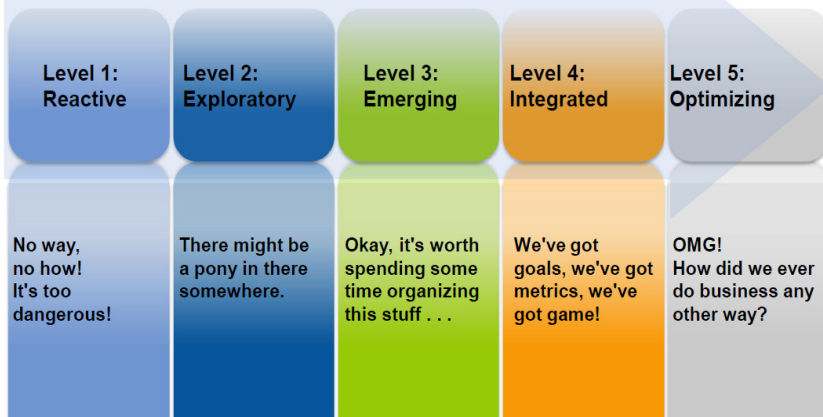 Level 1:
Reactive
Level 2:
Exploratory
Level 3:
Emerging
Level 4:
Integrated
Level 5:
Optimizing
No way,
no how!
It's too
dangerous!
There might be
a pony in there
somewhere.
Okay, it's worth
spending some
time organizing
this stuff . . .
We've got
goals, we've got
metrics, we've
got game!
OMG!
How did we ever
do business any
other way?